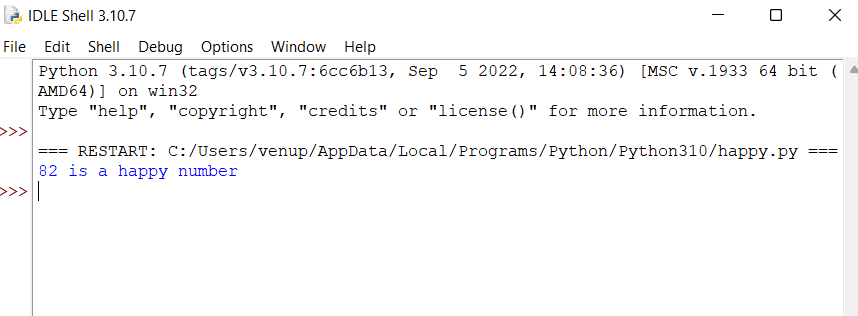 IDLE Shell 3.10.7
File Edit Shell Debug Options Window Help
Python 3.10.7 (tags/v3.10.7:6cc6b13, Sep  5 2022, 14:08:36) [MSC v.1933 64 bit (
AMD64)] on win32
Type "help", "copyright", "credits" or "license()" for more information.
>>>
=== RESTART: C:/Users/venup/AppData/Local/Programs/Python/Python310/happy.py ===
82 is a happy number
>>>